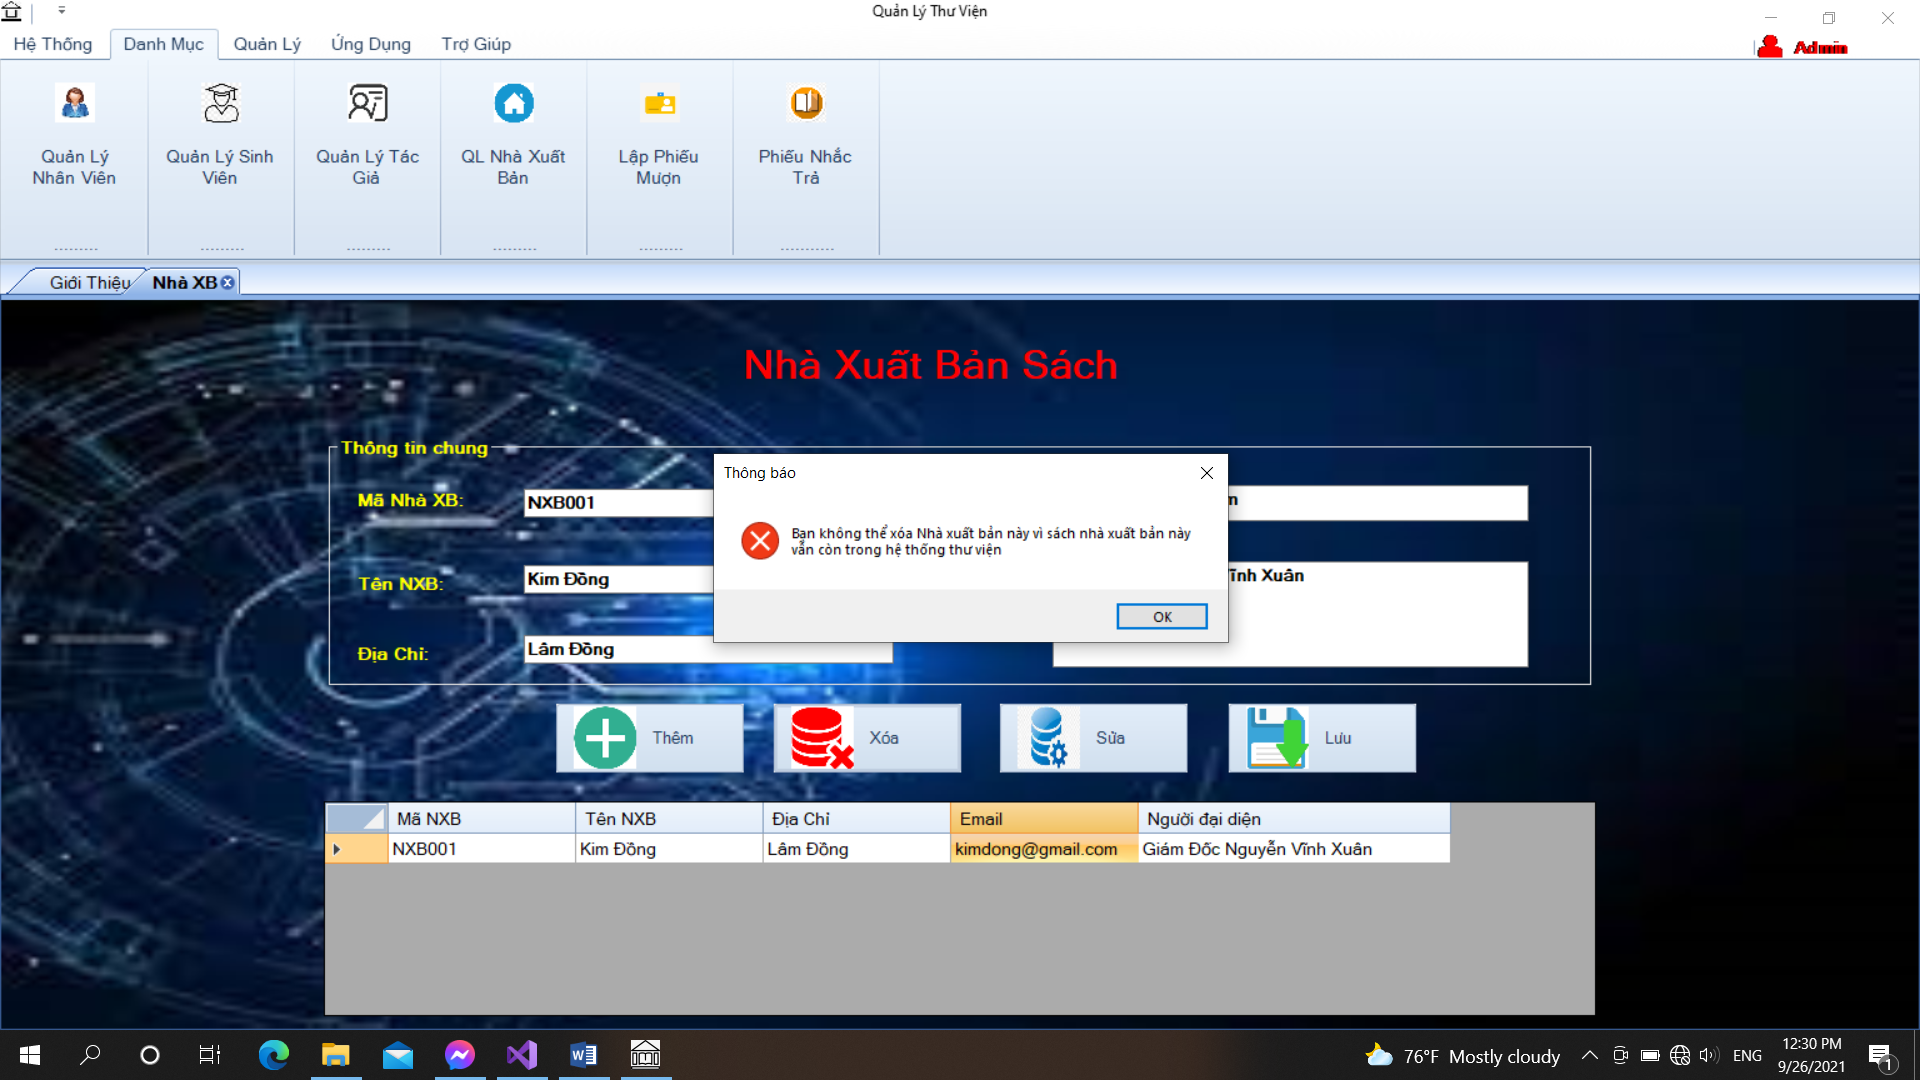 Quản Lý Thư Viện
Hệ Thống
Danh Mục
Quản Lý
Ứng Dụng
Trợ Giúp
Admin
Quản Lý
Nhân Viên
Quản Lý Sinh
Viên
Quản Lý Tác
Giả
QL Nhà Xuất
Bản
Lập Phiếu
Mượn
Phiếu Nhắc
Trả
Giới Thiệu
Nhà XB
Nhà Xuất Bản Sách
Thông tin chung
Mã Nhà XB:
NXB001
Tên NXB:
Kim Đồng
Địa Chỉ:
Lâm Đồng
Xuân
Thông báo
Bạn không thể xóa Nhà xuất bản này vì sách nhà xuất bản này
vẫn còn trong hệ thống thư viện
OK
Thêm
Xóa
Sửa
Lưu
Mã NXB
Tên NXB
Địa Chỉ
Email
Người đại diện
NXB001
Kim Đồng
Lâm Đồng
kimdong@gmail.com
Giám Đốc Nguyễn Vĩnh Xuân
76°F Mostly cloudy
ENG
12:30 PM
9/26/2021
1